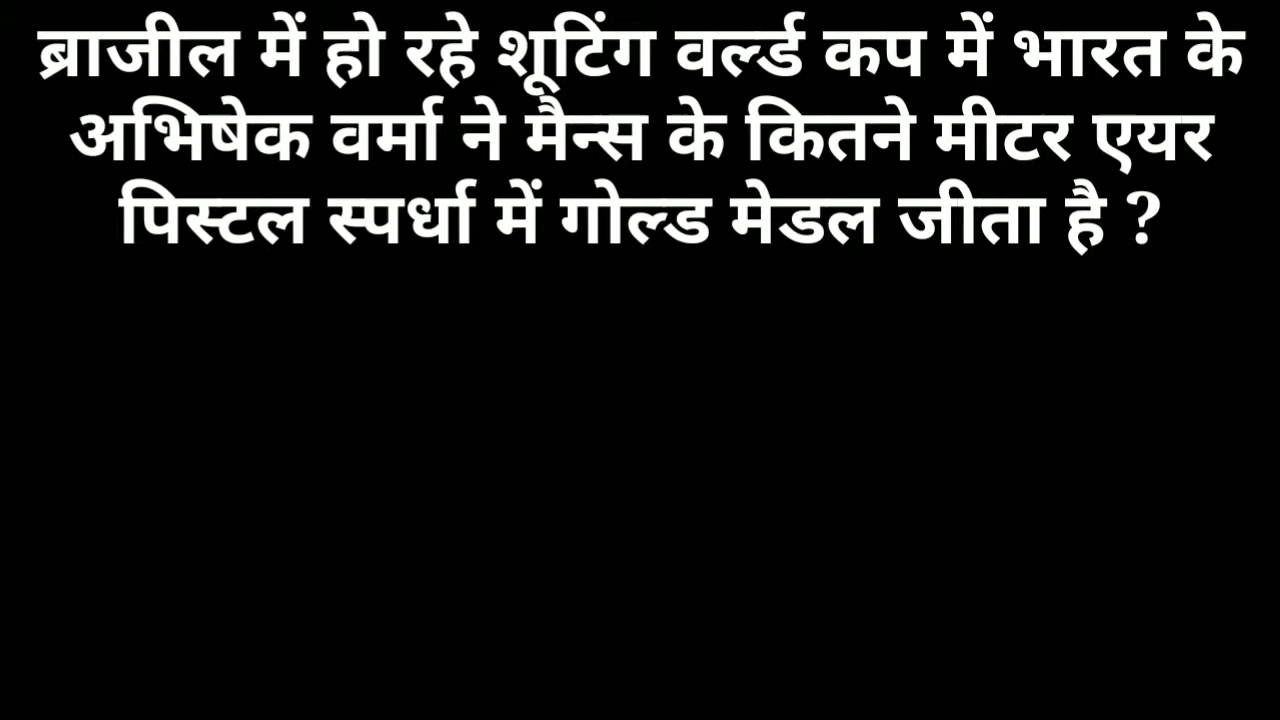 ब्राजील में हो रहे शूटिंग वर्ल्ड कप में भारत के
अभिषेक वर्मा ने मैन्स के कितने मीटर एयर
पिस्टल स्पर्धा में गोल्ड मेडल जीता है ?